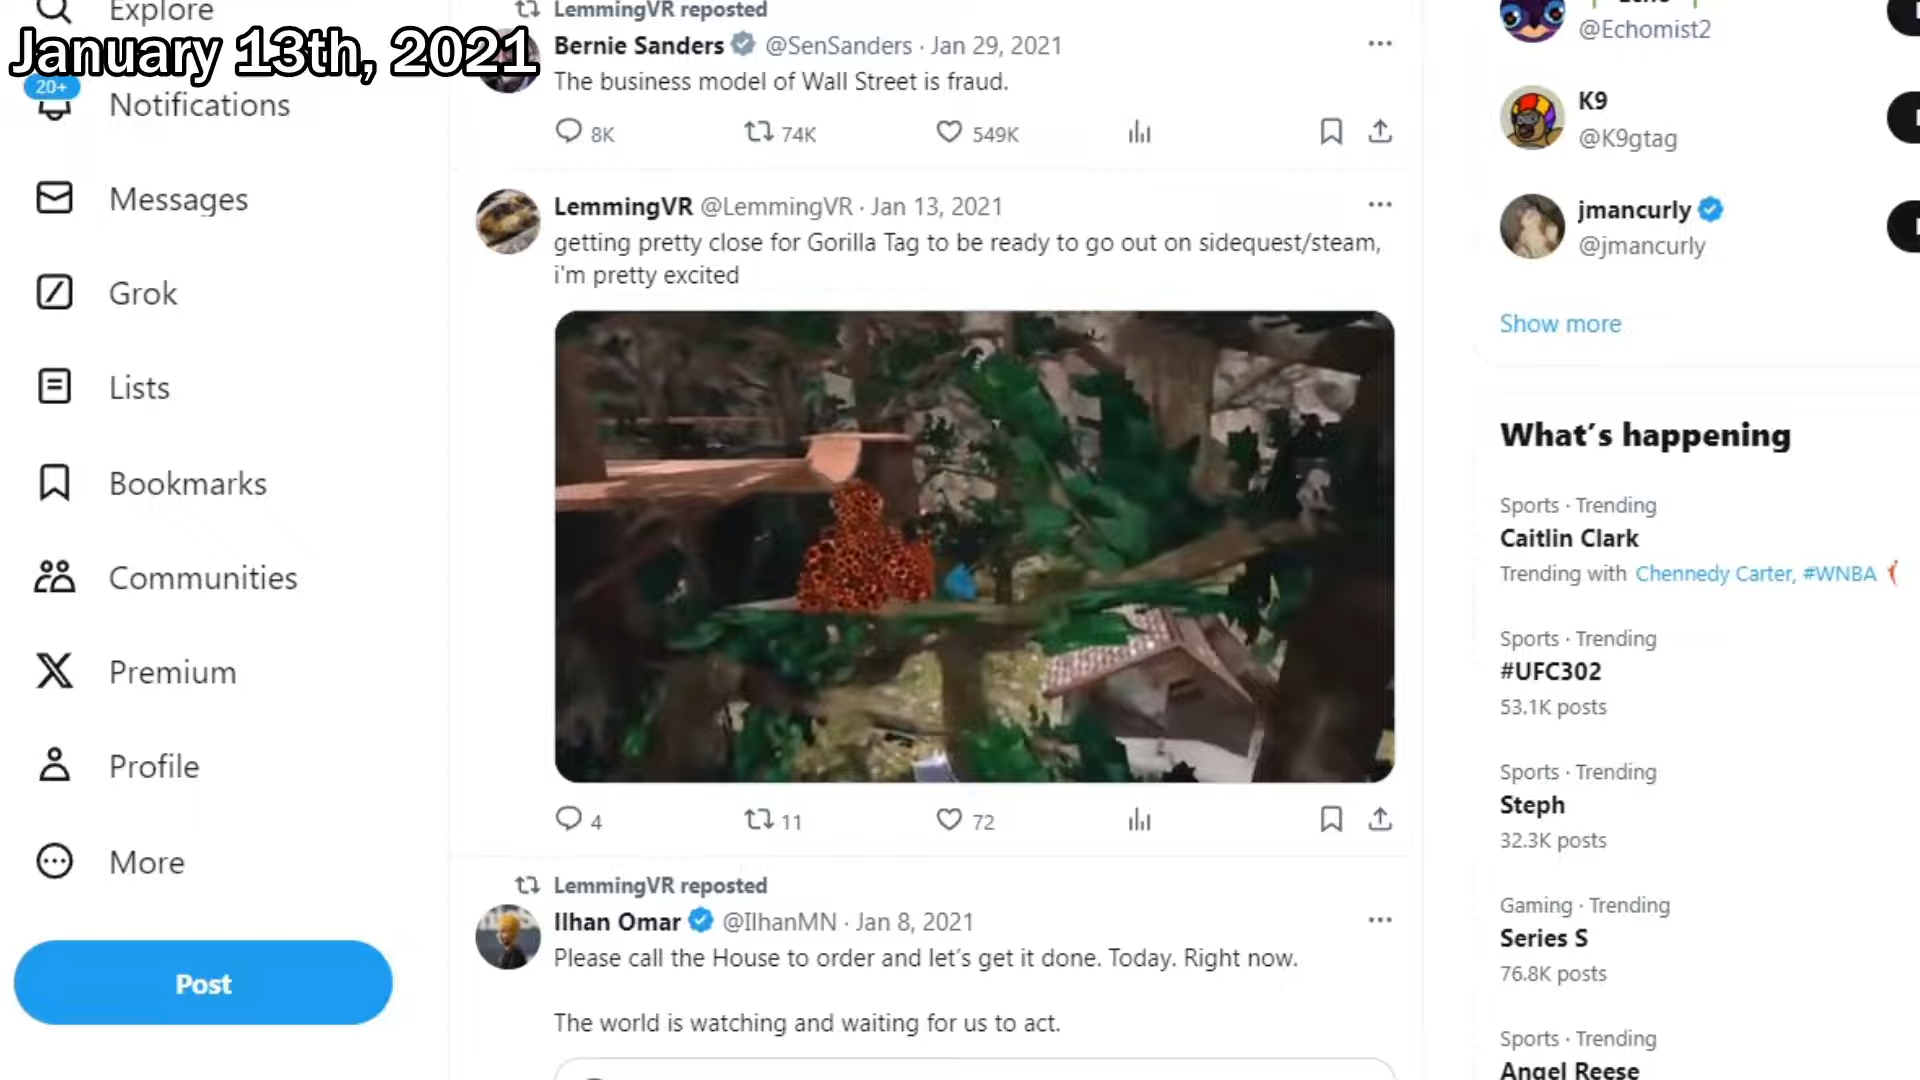 Explore
January 13th, 2021
20+
Notifications
Messages
Grok
Lists
Bookmarks
Communities
Premium
Profile
More
Post
LemmingVR reposted
Bernie Sanders @SenSanders · Jan 29, 2021
The business model of Wall Street is fraud.
8K 74K 549K
LemmingVR @LemmingVR · Jan 13, 2021
getting pretty close for Gorilla Tag to be ready to go out on sidequest/steam,
i'm pretty excited
4 11 72
LemmingVR reposted
Ilhan Omar @IlhanMN · Jan 8, 2021
Please call the House to order and let's get it done. Today. Right now.
The world is watching and waiting for us to act.
@Echomist2
K9
@K9gtag
jmancurly
@jmancurly
Show more
What's happening
Sports · Trending
Caitlin Clark
Trending with Chennedy Carter, #WNBA
Sports · Trending
#UFC302
53.1K posts
Sports · Trending
Steph
32.3K posts
Gaming · Trending
Series S
76.8K posts
Sports · Trending
Angel Reese